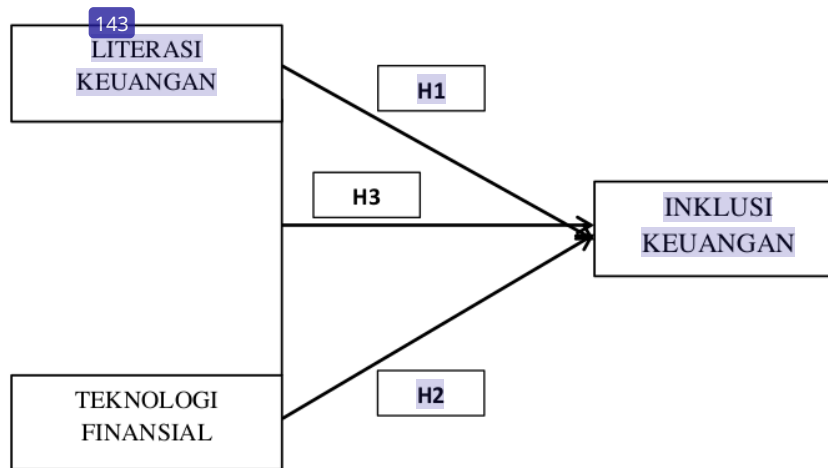 143
LITERASI
KEUANGAN
H1
H3
INKLUSI
KEUANGAN
TEKNOLOGI
FINANSIAL
H2